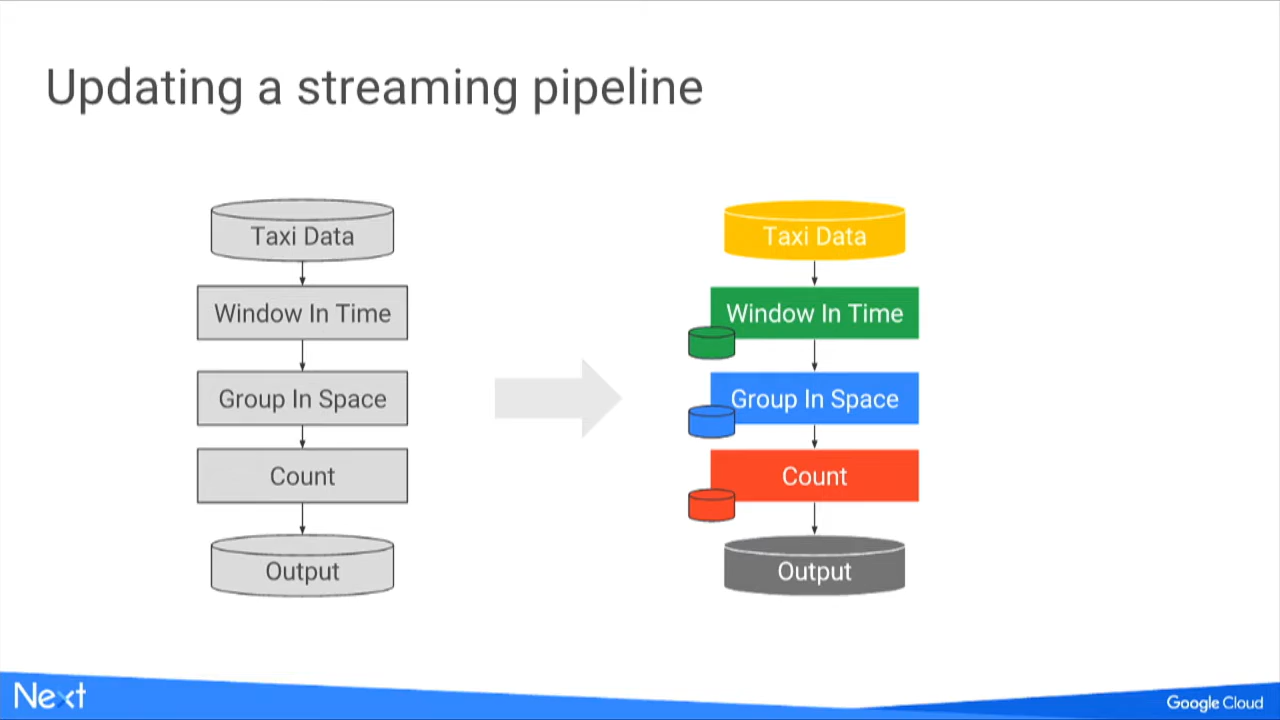 Updating a streaming pipeline
Taxi Data
Window In Time
Group In Space
Count
Output
Taxi Data
Window In Time
Group In Space
Count
Output
Next
Google Cloud